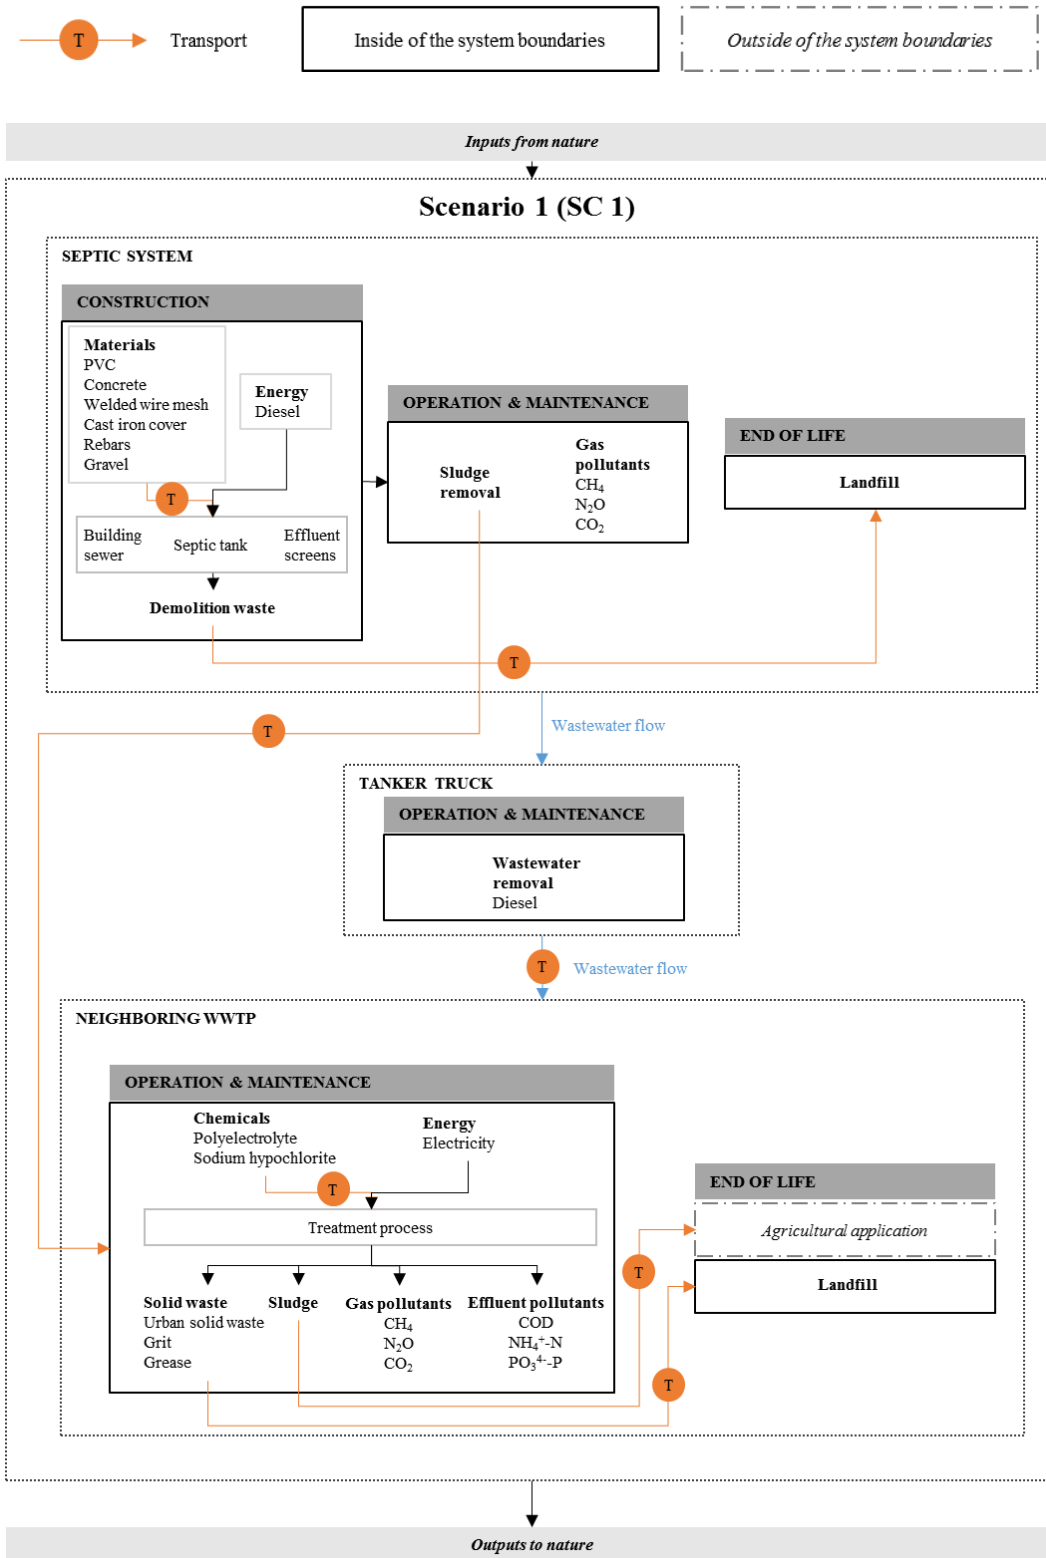 T
Transport
Inside of the system boundaries
Outside of the system boundaries
Inputs from nature
Scenario 1 (SC 1)
SEPTIC SYSTEM
CONSTRUCTION
Materials
PVC
Concrete
Welded wire mesh
Cast iron cover
Rebars
Gravel
Energy
Diesel
T
Building
sewer
Septic tank
Effluent
screens
Demolition waste
OPERATION & MAINTENANCE
Sludge
removal
Gas
pollutants
CH4
N2O
CO2
END OF LIFE
Landfill
T
T
Wastewater flow
TANKER TRUCK
OPERATION & MAINTENANCE
Wastewater
removal
Diesel
T
Wastewater flow
NEIGHBORING WWTP
OPERATION & MAINTENANCE
Chemicals
Polyelectrolyte
Sodium hypochlorite
Energy
Electricity
T
Treatment process
Solid waste
Urban solid waste
Grit
Grease
Sludge
Gas pollutants
CH4
N2O
CO2
Effluent pollutants
COD
NH4+-N
PO34--P
T
T
END OF LIFE
Agricultural application
Landfill
Outputs to nature